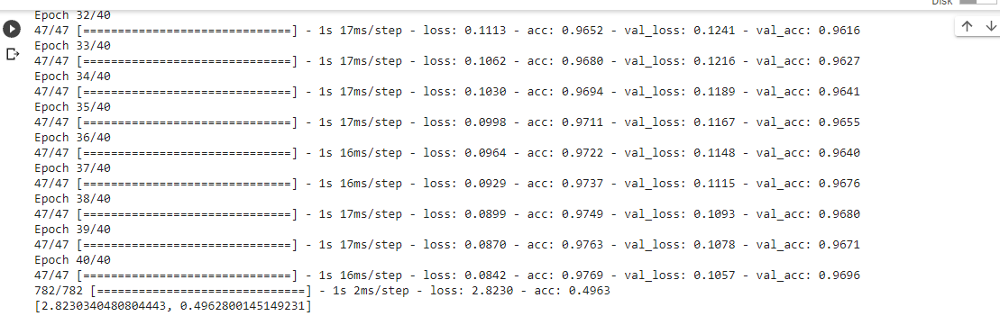 Disk
Epoch 32/40
47/47 [==============================] - 1s 17ms/step - loss: 0.1113 - acc: 0.9652 - val_loss: 0.1241 - val_acc: 0.9616
Epoch 33/40
47/47 [==============================] - 1s 17ms/step - loss: 0.1062 - acc: 0.9680 - val_loss: 0.1216 - val_acc: 0.9627
Epoch 34/40
47/47 [==============================] - 1s 17ms/step - loss: 0.1030 - acc: 0.9694 - val_loss: 0.1189 - val_acc: 0.9641
Epoch 35/40
47/47 [==============================] - 1s 17ms/step - loss: 0.0998 - acc: 0.9711 - val_loss: 0.1167 - val_acc: 0.9655
Epoch 36/40
47/47 [==============================] - 1s 16ms/step - loss: 0.0964 - acc: 0.9722 - val_loss: 0.1148 - val_acc: 0.9640
Epoch 37/40
47/47 [==============================] - 1s 16ms/step - loss: 0.0929 - acc: 0.9737 - val_loss: 0.1115 - val_acc: 0.9676
Epoch 38/40
47/47 [==============================] - 1s 17ms/step - loss: 0.0899 - acc: 0.9749 - val_loss: 0.1093 - val_acc: 0.9680
Epoch 39/40
47/47 [==============================] - 1s 17ms/step - loss: 0.0870 - acc: 0.9763 - val_loss: 0.1078 - val_acc: 0.9671
Epoch 40/40
47/47 [==============================] - 1s 16ms/step - loss: 0.0842 - acc: 0.9769 - val_loss: 0.1057 - val_acc: 0.9696
782/782 [==============================] - 1s 2ms/step - loss: 2.8230 - acc: 0.4963
[2.8230340480804443, 0.4962800145149231]